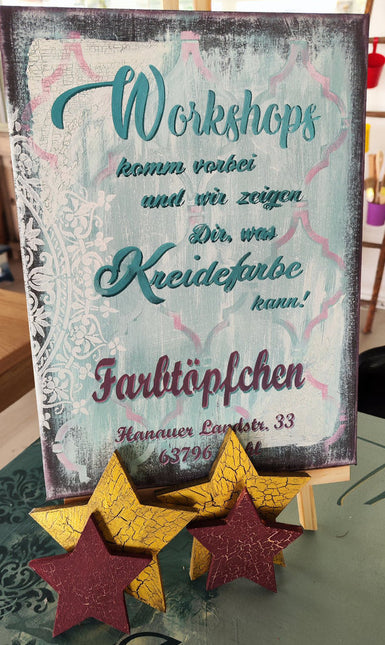 Workshops
komm vorbei
und wir zeigen
Dir, was
Kreidefarbe
kann!
Farbtöpfchen
Hanauer Landstr. 33
63796